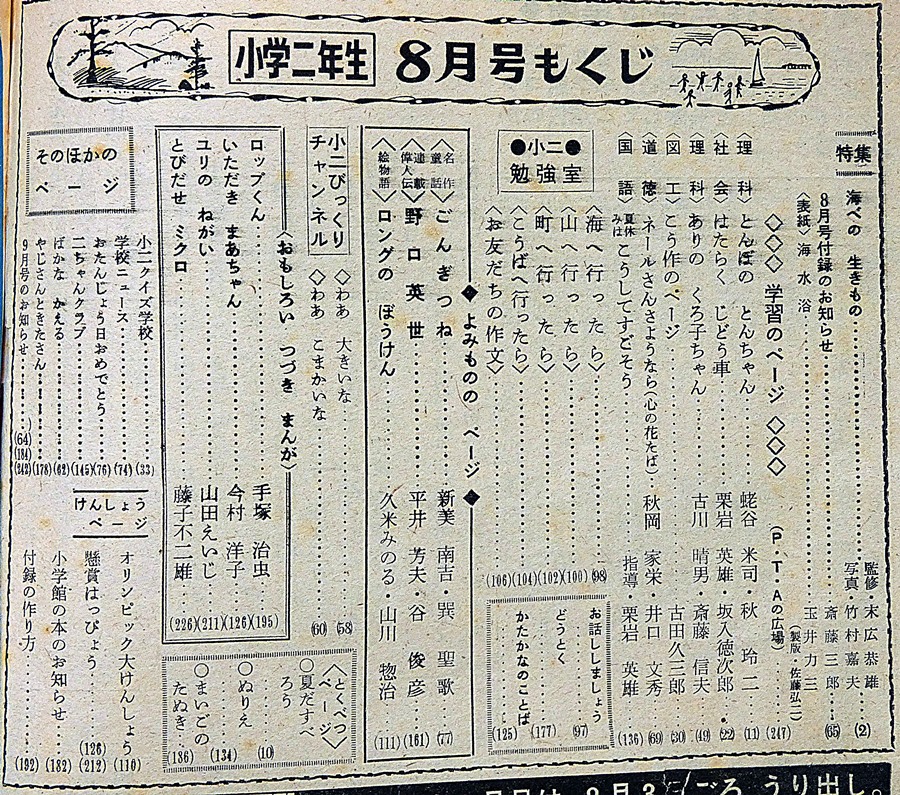 小学二年生 8月号もくじ
特集
海べの 生きもの
監修・末広恭雄
写真・竹村嘉夫
(2)
8月号付録のお知らせ
斎藤三郎
(65)
〈表紙〉海水浴
玉井力三
(製版・佐藤弘二)
◇◇◇ 学習のページ ◇◇◇
(P・T・Aの広場)
(247)
〈理科〉とんぼの とんちゃん
蛯谷米司・秋玲二
(11)
〈社会〉はたらく じどう車
栗岩英雄・坂入徳次郎
(22)
〈理科〉ありの くろ子ちゃん
古川晴男・斎藤信夫
(49)
〈図工〉こう作のページ
古田久三郎
(30)
〈道徳〉ネールさんさようなら(心の花たば)
秋岡家栄・井口文秀
(69)
〈国語〉夏休みはこうしてすごそう
指導・栗岩英雄
(136)
●小二●
勉強室
〈海へ行ったら〉
(98)
〈山へ行ったら〉
(100)
〈町へ行ったら〉
(102)
〈こうばへ行ったら〉
(104)
〈お友だちの作文〉
(106)
お話ししましょう
(97)
どうとく
(177)
かたかなのことば
(125)
◆よみものの ページ◆
〈名作童話〉ごんぎつね
新美南吉・巽聖歌
(77)
〈連載偉人伝〉野口英世
平井芳夫・谷俊彦
(161)
〈絵物語〉ロングの ぼうけん
久米みのる・山川惣治
(111)
小二びっくり
チャンネル
◇わあ 大きいな
(58)
◇わあ こまかいな
(60)
〈おもしろい つづき まんが〉
ロップくん
手塚治虫
(195)
いただき まあちゃん
今村洋子
(126)
ユリの ねがい
山田えいじ
(211)
とびだせ ミクロ
藤子不二雄
(226)
〈とくべつページ〉
○夏だすべろう
(10)
○ぬりえ
(134)
○まいごのたぬき
(186)
そのほかの
ページ
小二クイズ学校
(33)
学校ニュース
(74)
おたんじょう日おめでとう
(76)
二ちゃんクラブ
(145)
ばかな かえる
(62)
やじさんときたさん
(178)
9月号のお知らせ
(64)
(184)
(242)
けんしょう
ページ
オリンピック大けんしょう
(110)
懸賞はっぴょう
(126)
(212)
小学館の本のお知らせ
(182)
付録の作り方
(192)
ごろ うり出し。